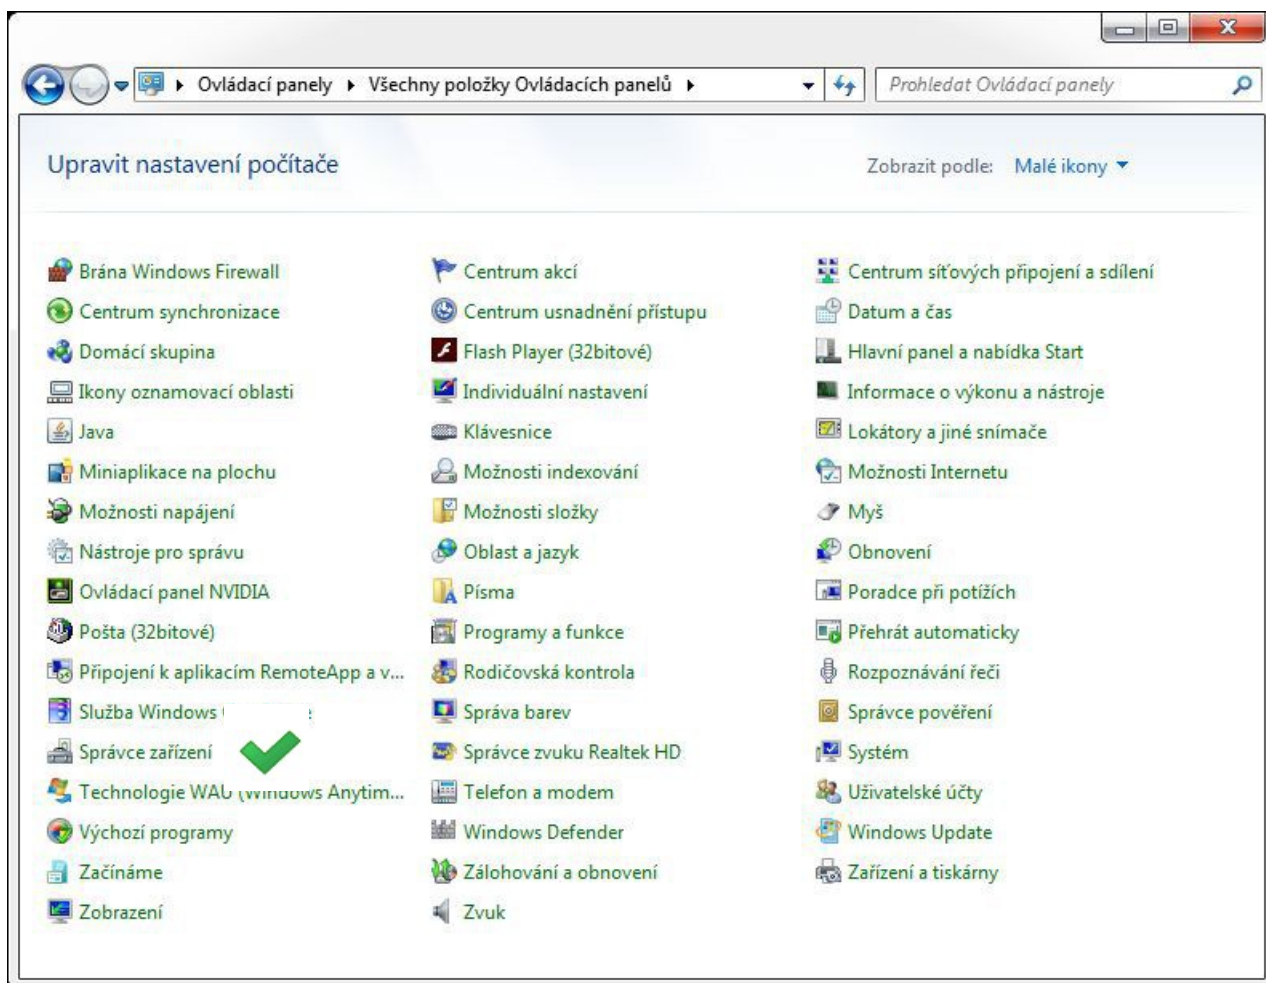 Ovládací panely Všechny položky Ovládacích panelů
Prohledat Ovládací panely
Upravit nastavení počítače
Zobrazit podle: Malé ikony
Brána Windows Firewall
Centrum synchronizace
Domácí skupina
Ikony oznamovací oblasti
Java
Miniaplikace na plochu
Možnosti napájení
Nástroje pro správu
Ovládací panel NVIDIA
Pošta (32bitové)
Připojení k aplikacím RemoteApp a v...
Služba Windows
Správce zařízení
Technologie WAU (Windows Anytim...
Výchozí programy
Začínáme
Zobrazení
Centrum akcí
Centrum usnadnění přístupu
Flash Player (32bitové)
Individuální nastavení
Klávesnice
Možnosti indexování
Možnosti složky
Oblast a jazyk
Písma
Programy a funkce
Rodičovská kontrola
Správa barev
Správce zvuku Realtek HD
Telefon a modem
Windows Defender
Zálohování a obnovení
Zvuk
Centrum síťových připojení a sdílení
Datum a čas
Hlavní panel a nabídka Start
Informace o výkonu a nástroje
Lokátory a jiné snímače
Možnosti Internetu
Myš
Obnovení
Poradce při potížích
Přehrát automaticky
Rozpoznávání řeči
Správce pověření
Systém
Uživatelské účty
Windows Update
Zařízení a tiskárny